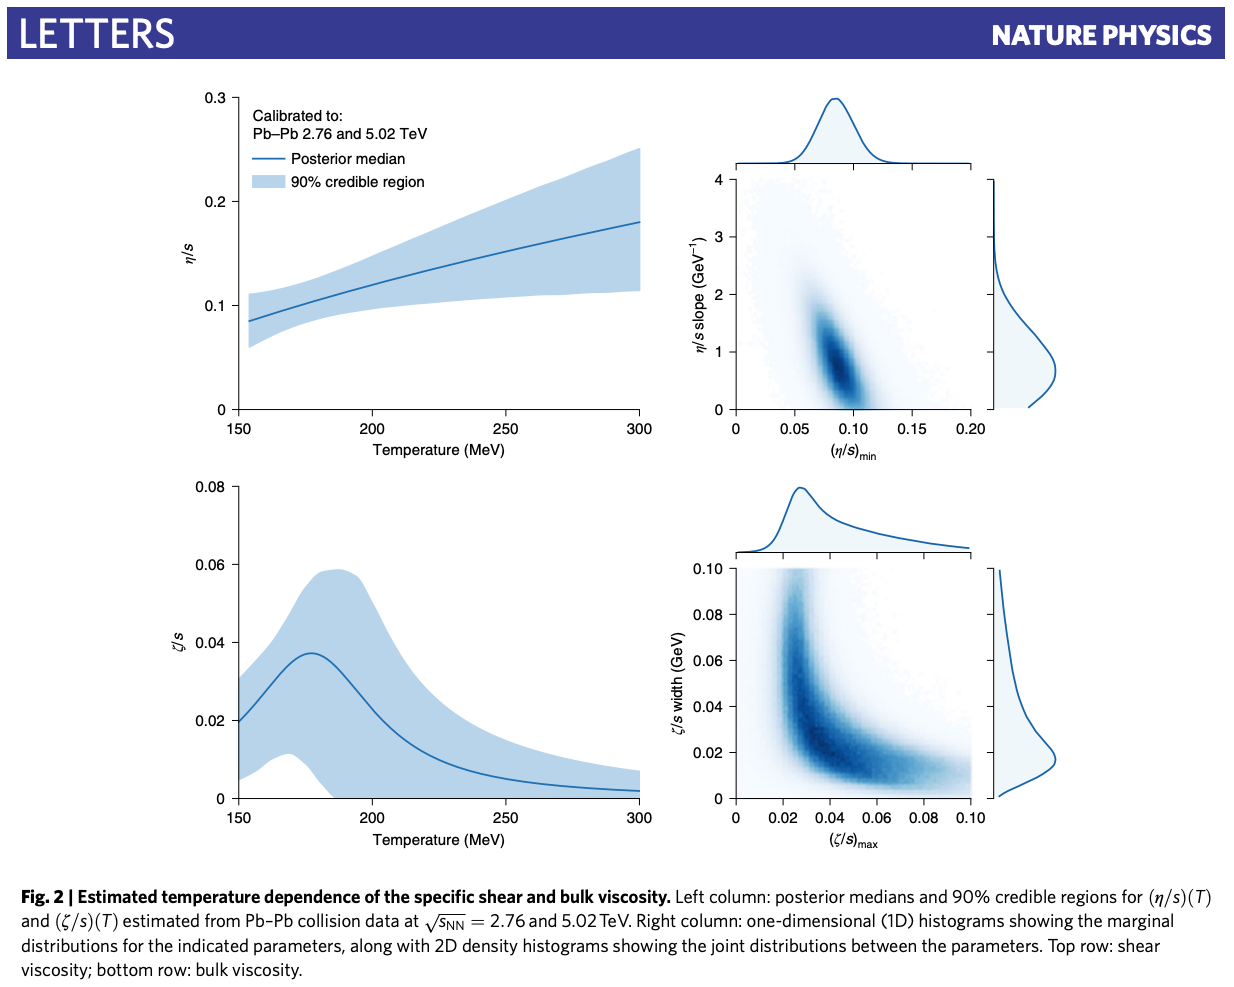 LETTERS
NATURE PHYSICS
0.3
0.2
0.1
0
η/s
Calibrated to:
Pb–Pb 2.76 and 5.02 TeV
Posterior median
90% credible region
150
200
250
300
Temperature (MeV)
4
3
2
1
0
η/s slope (GeV⁻¹)
0
0.05
0.10
0.15
0.20
(η/s)min
0.08
0.06
0.04
0.02
0
ζ/s
150
200
250
300
Temperature (MeV)
0.10
0.08
0.06
0.04
0.02
0
ζ/s width (GeV)
0
0.02
0.04
0.06
0.08
0.10
(ζ/s)max
Fig. 2 | Estimated temperature dependence of the specific shear and bulk viscosity. Left column: posterior medians and 90% credible regions for (η/s)(T)
and (ζ/s)(T) estimated from Pb–Pb collision data at √sNN = 2.76 and 5.02 TeV. Right column: one-dimensional (1D) histograms showing the marginal
distributions for the indicated parameters, along with 2D density histograms showing the joint distributions between the parameters. Top row: shear
viscosity; bottom row: bulk viscosity.